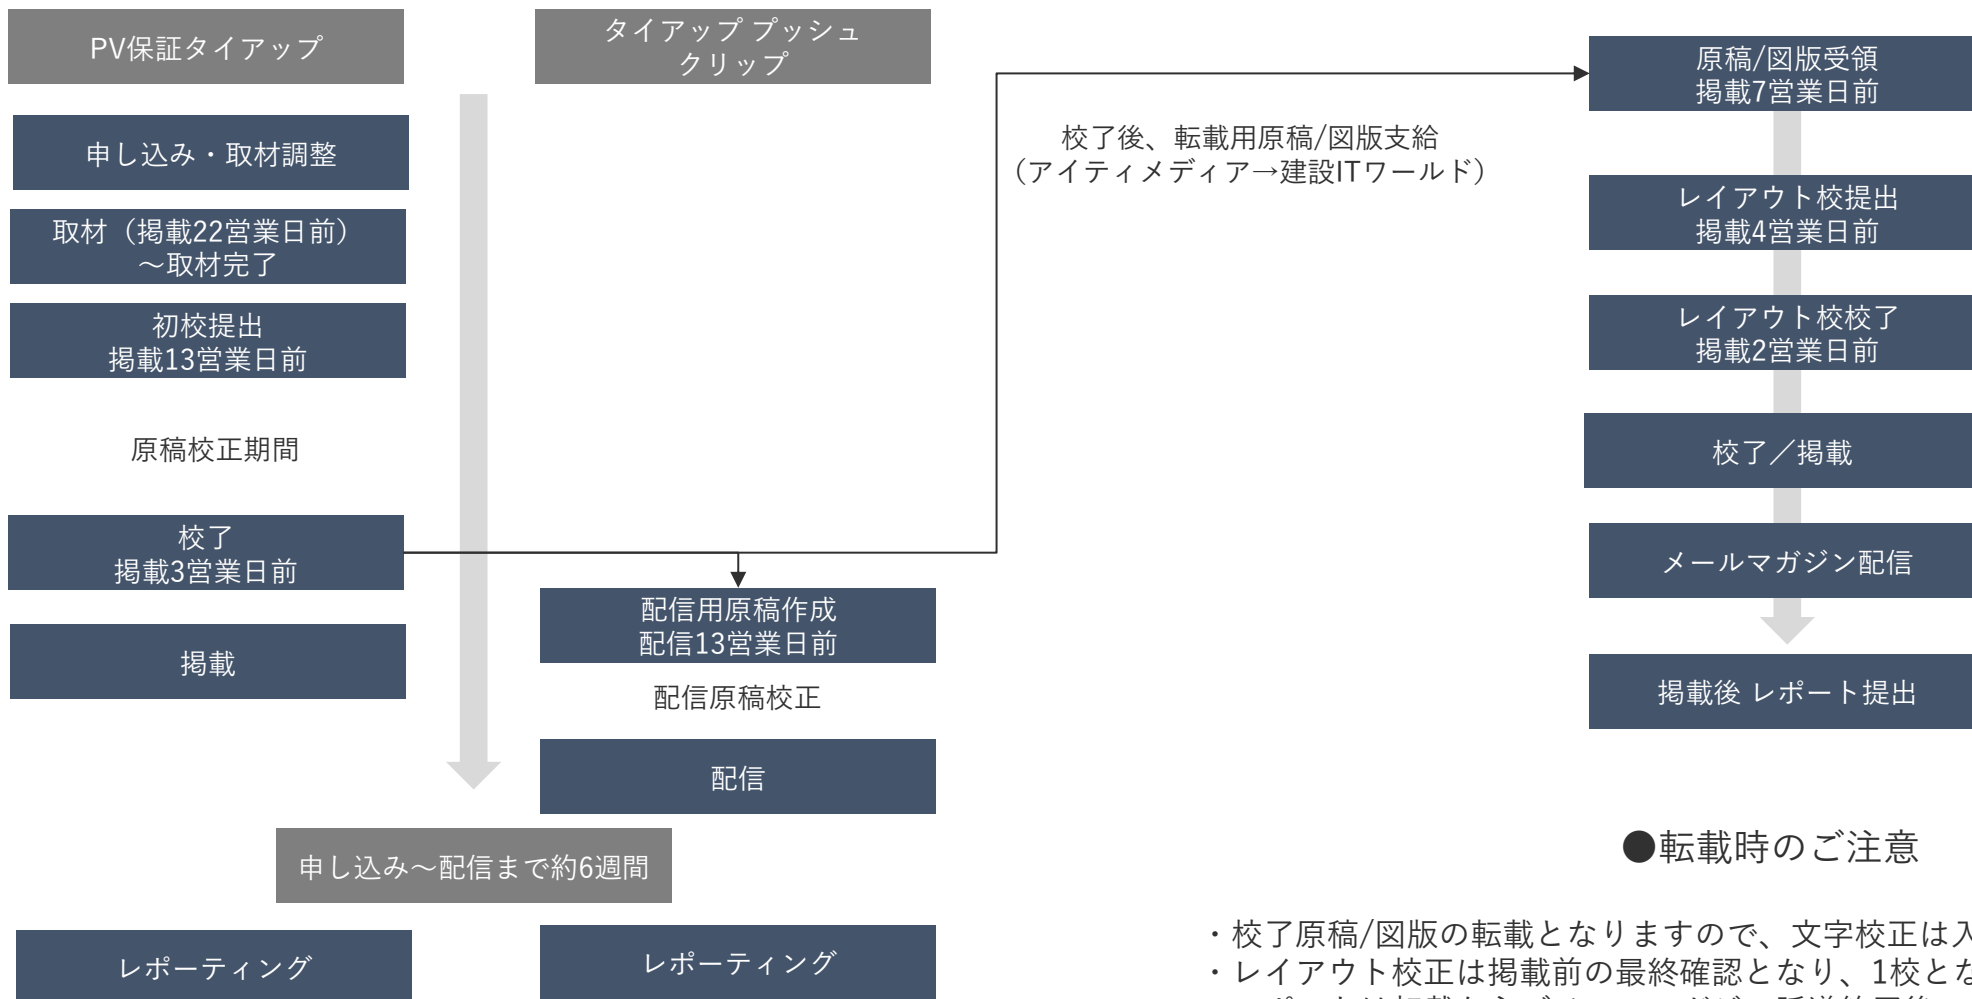 PV保証タイアップ
申し込み・取材調整
取材（掲載22営業日前）
～取材完了
初校提出
掲載13営業日前
原稿校正期間
校了
掲載3営業日前
掲載
タイアップ プッシュ
クリップ
配信用原稿作成
配信13営業日前
配信原稿校正
配信
申し込み～配信まで約6週間
レポーティング
レポーティング
校了後、転載用原稿/図版支給
（アイティメディア→建設ITワールド）
原稿/図版受領
掲載7営業日前
レイアウト校提出
掲載4営業日前
レイアウト校校了
掲載2営業日前
校了／掲載
メールマガジン配信
掲載後 レポート提出
●転載時のご注意
・校了原稿/図版の転載となりますので、文字校正は入
・レイアウト校正は掲載前の最終確認となり、1校とな